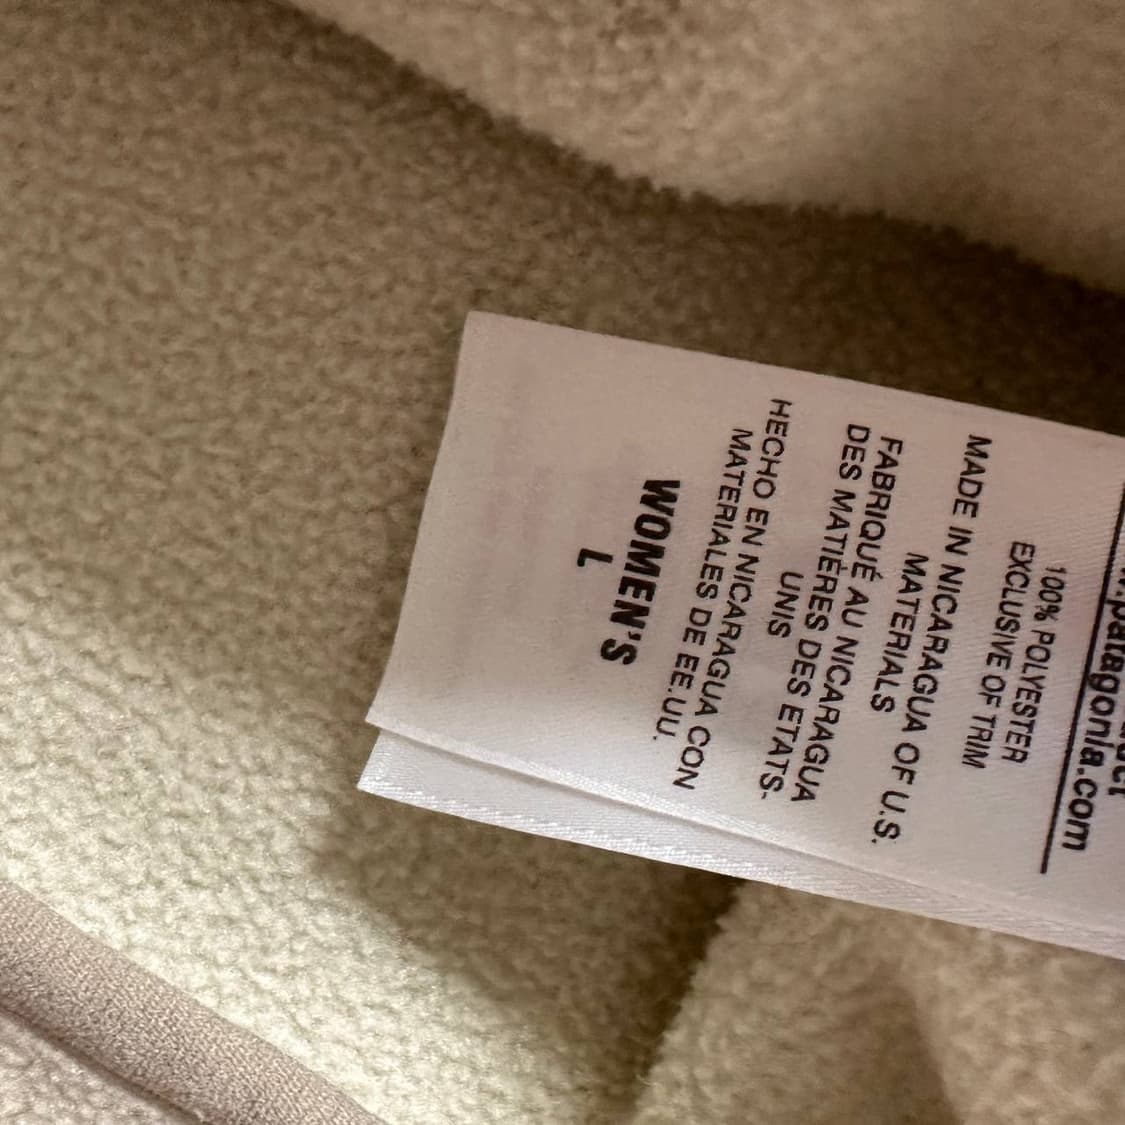 patagonia.com
100% POLYESTER
EXCLUSIVE OF TRIM
MADE IN NICARAGUA OF U.S.
MATERIALS
FABRIQUÉ AU NICARAGUA
DES MATIÈRES DES ETATS-
UNIS
HECHO EN NICARAGUA CON
MATERIALES DE EE.UU.
WOMEN'S
L